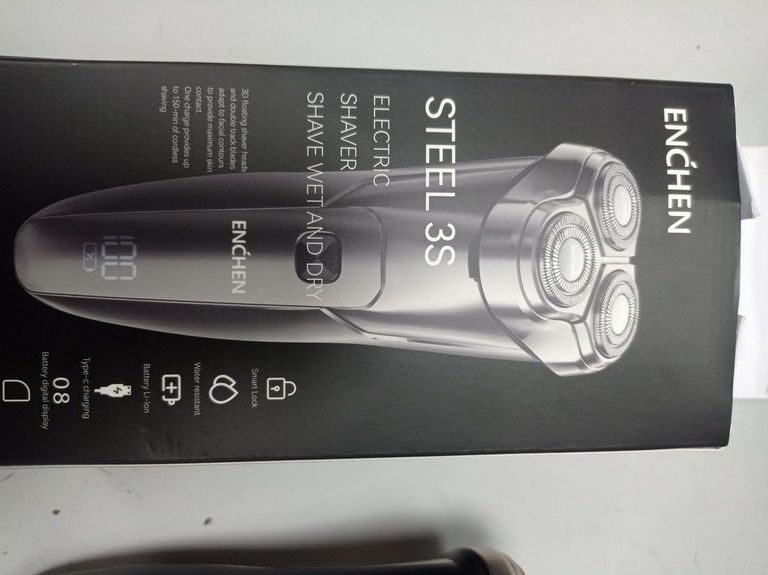 ENCHEN
STEEL 3S
ELECTRIC
SHAVER
SHAVE WET AND DRY
3D floating shaver heads
and double track blades
adapt to facial contours
to provide maximum skin
contact.
One charge provides up
to 150-min of cordless
shaving.
ENCHEN
100
%
Smart Lock
Water resistant
Battery Li-Ion
Type-c charging
08
Battery digital display